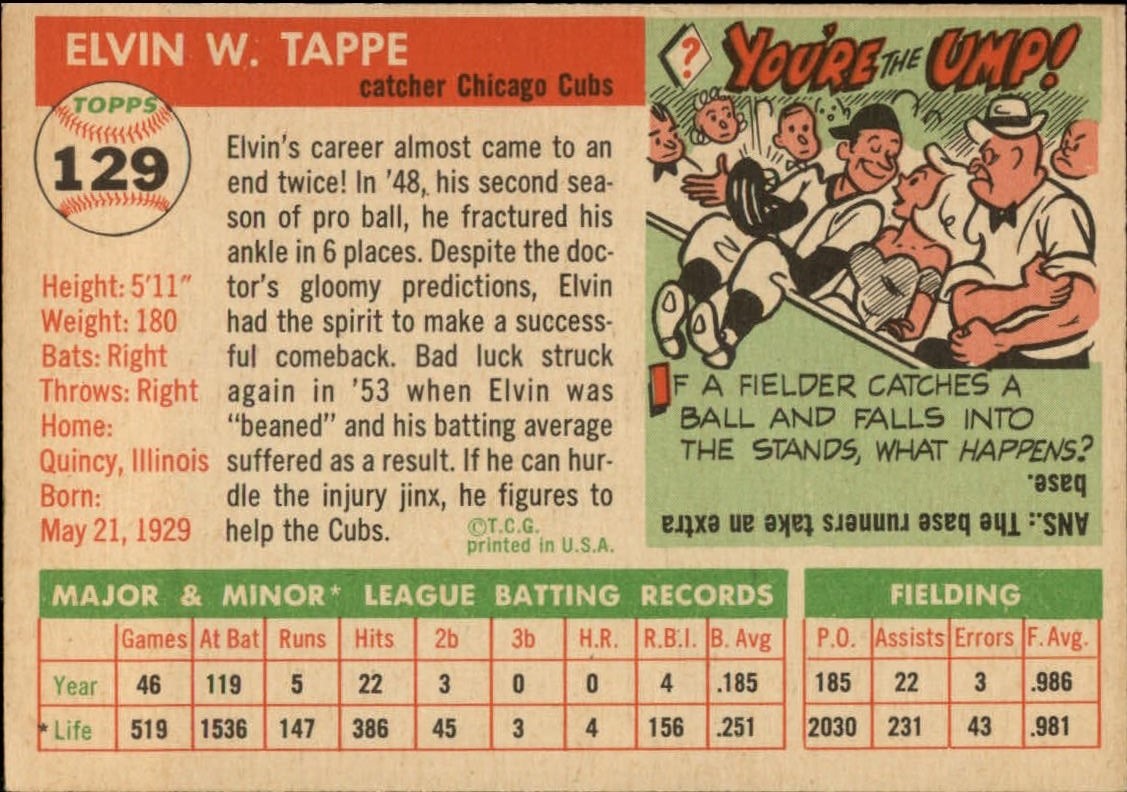 ELVIN W. TAPPE
catcher Chicago Cubs
TOPPS
129
Height: 5'11"
Weight: 180
Bats: Right
Throws: Right
Home:
Quincy, Illinois
Born:
May 21, 1929
Elvin's career almost came to an
end twice! In '48, his second sea-
son of pro ball, he fractured his
ankle in 6 places. Despite the doc-
tor's gloomy predictions, Elvin
had the spirit to make a success-
ful comeback. Bad luck struck
again in '53 when Elvin was
"beaned" and his batting average
suffered as a result. If he can hur-
dle the injury jinx, he figures to
help the Cubs.
©T.C.G.
printed in U.S.A.
? YOU'RE THE UMP!
IF A FIELDER CATCHES A
BALL AND FALLS INTO
THE STANDS, WHAT HAPPENS?
ANS.: The base runners take an extra
base.
MAJOR & MINOR* LEAGUE BATTING RECORDS FIELDING
Games At Bat Runs Hits 2b 3b H.R. R.B.I. B. Avg P.O. Assists Errors F. Avg.
Year 46 119 5 22 3 0 0 4 .185 185 22 3 .986
*Life 519 1536 147 386 45 3 4 156 .251 2030 231 43 .981